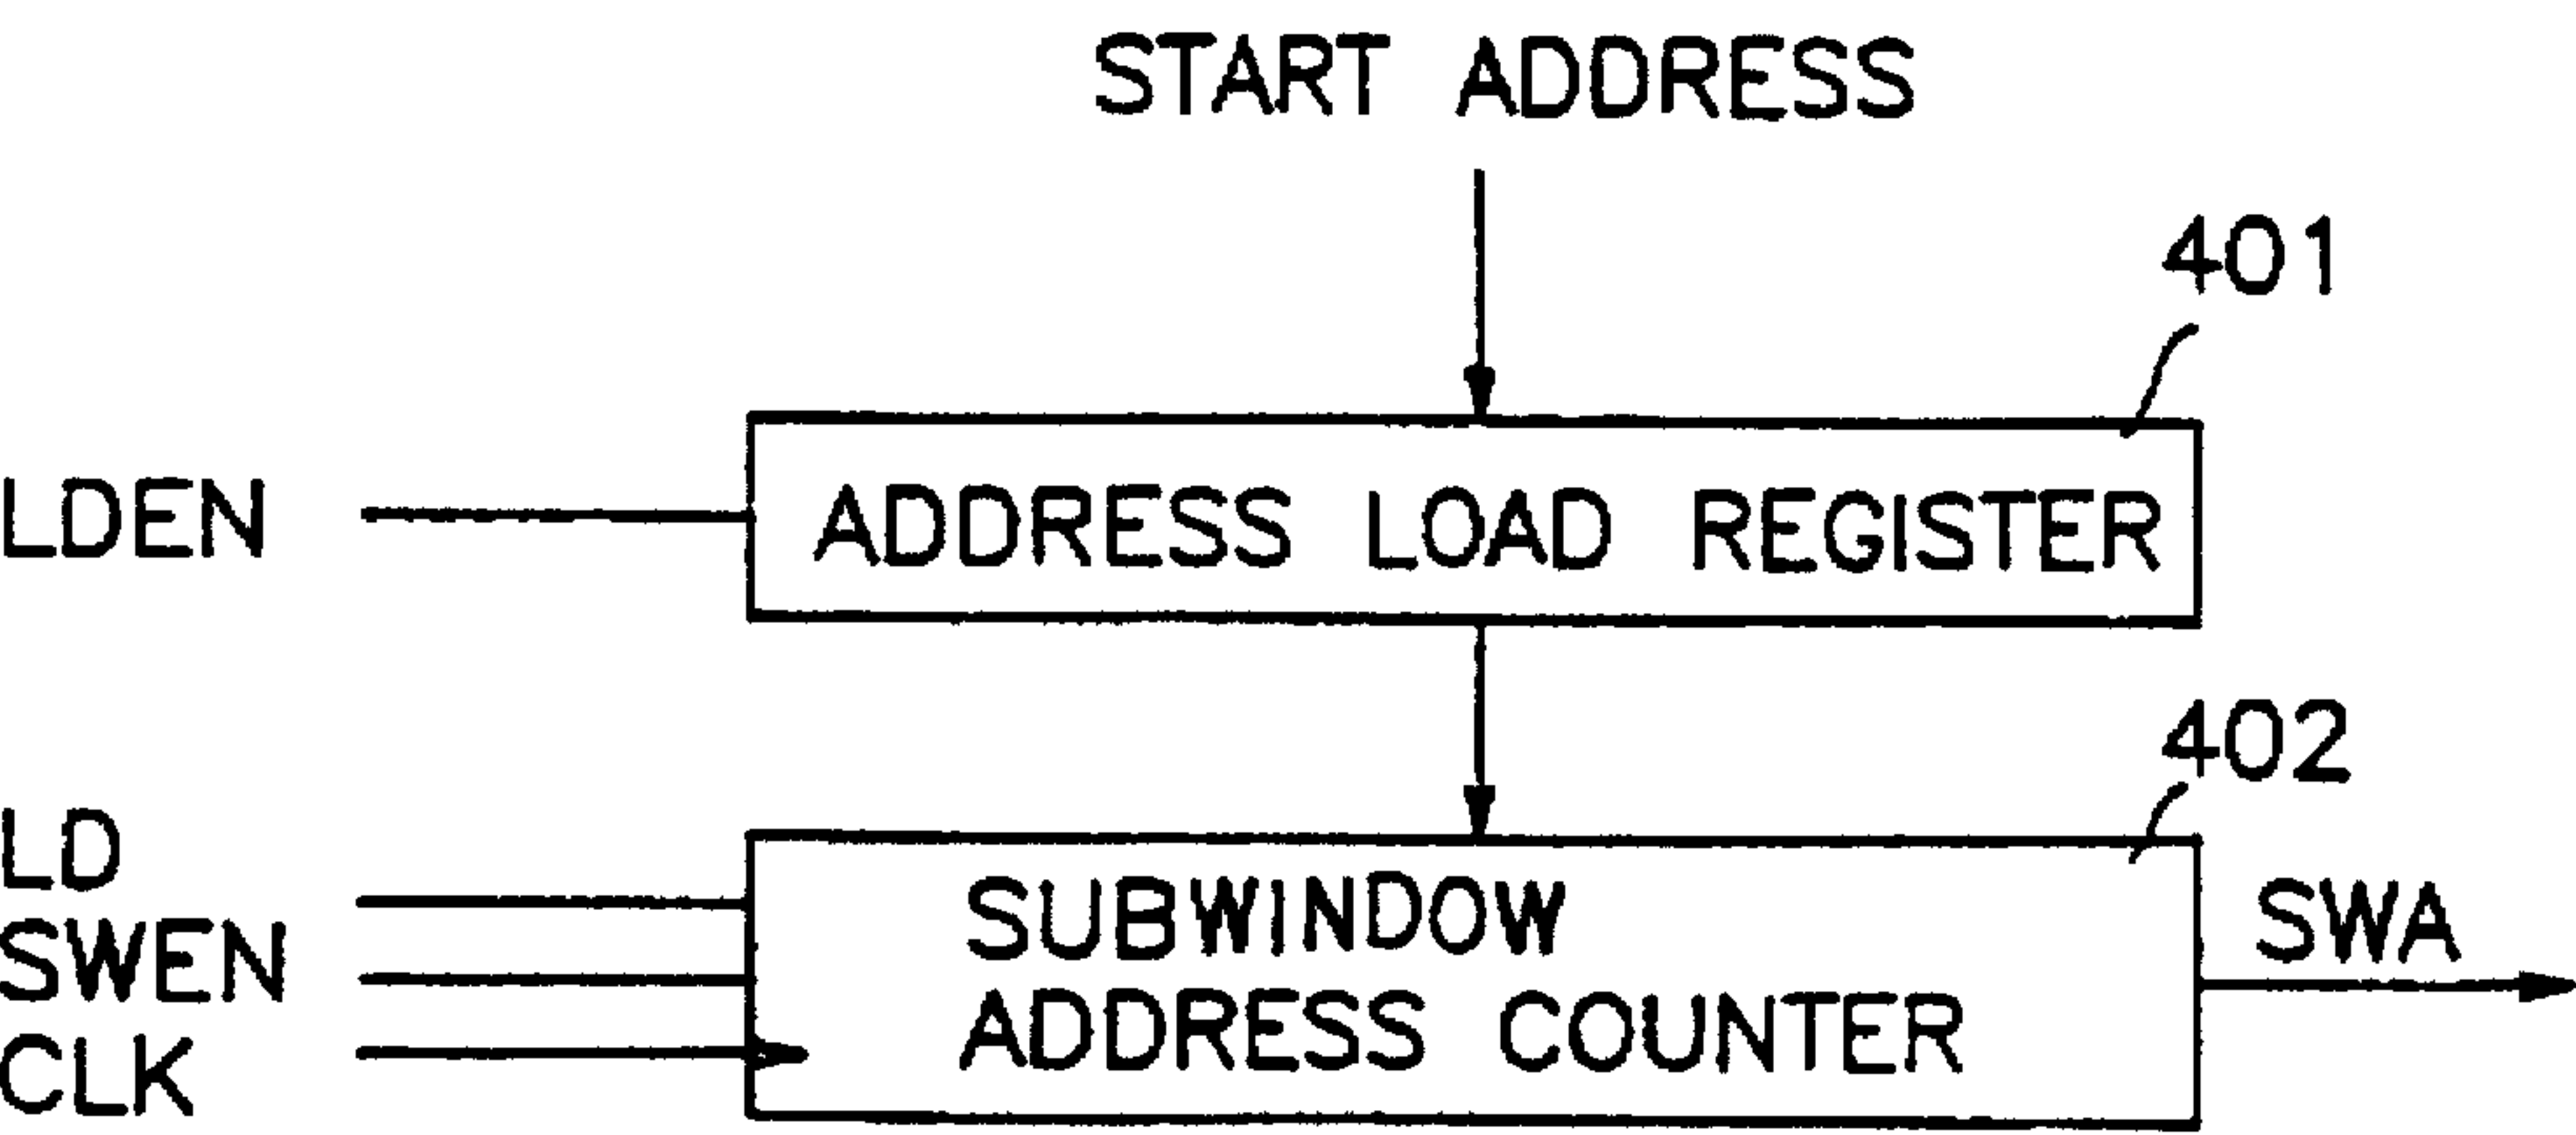 START ADDRESS
401
LDEN
ADDRESS LOAD REGISTER
402
LD
SWEN
CLK
SUBWINDOW
ADDRESS COUNTER
SWA